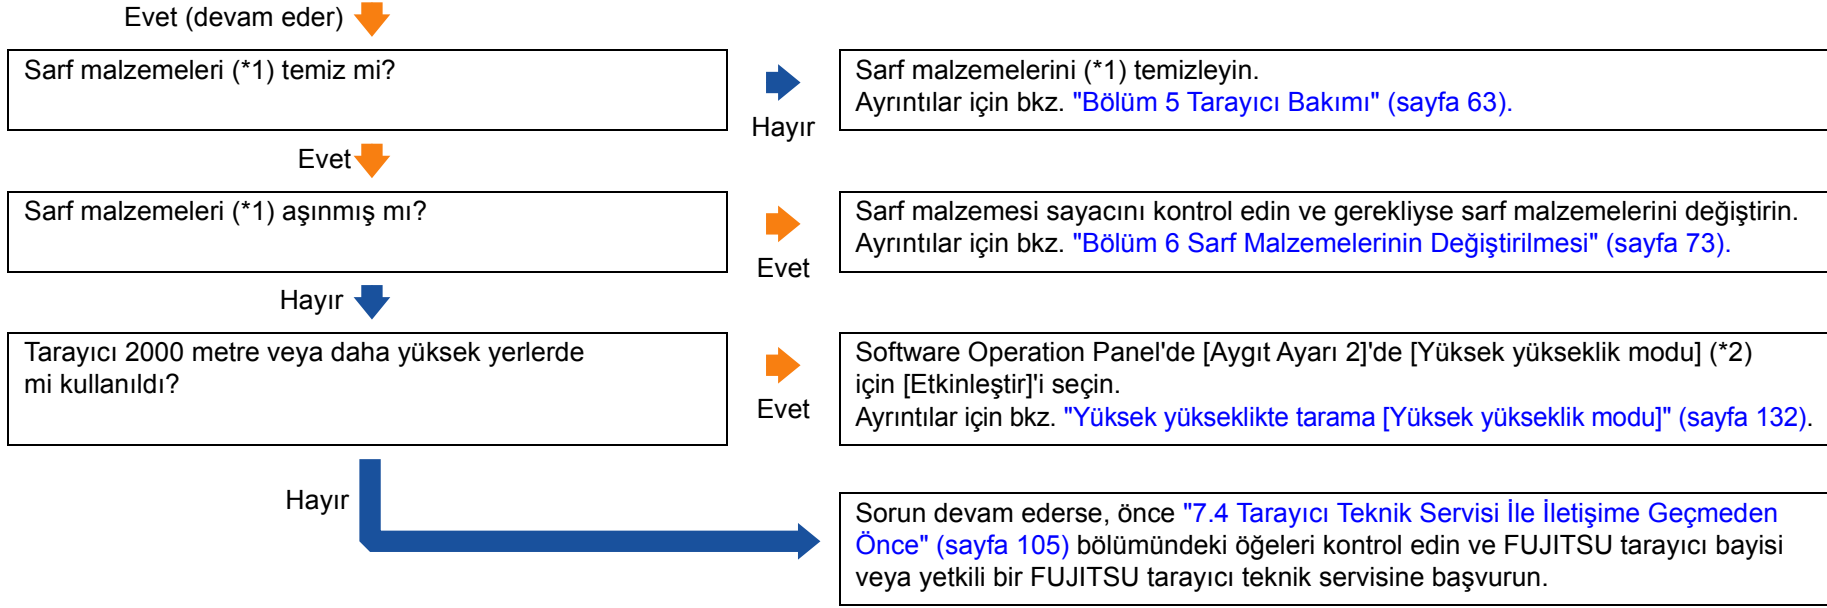 Evet (devam eder)
Sarf malzemeleri (*1) temiz mi?
Hayır
Sarf malzemelerini (*1) temizleyin.
Ayrıntılar için bkz. "Bölüm 5 Tarayıcı Bakımı" (sayfa 63).
Evet
Sarf malzemeleri (*1) aşınmış mı?
Evet
Sarf malzemesi sayacını kontrol edin ve gerekliyse sarf malzemelerini değiştirin.
Ayrıntılar için bkz. "Bölüm 6 Sarf Malzemelerinin Değiştirilmesi" (sayfa 73).
Hayır
Tarayıcı 2000 metre veya daha yüksek yerlerde
mi kullanıldı?
Evet
Software Operation Panel'de [Aygıt Ayarı 2]'de [Yüksek yükseklik modu] (*2)
için [Etkinleştir]'i seçin.
Ayrıntılar için bkz. "Yüksek yükseklikte tarama [Yüksek yükseklik modu]" (sayfa 132).
Hayır
Sorun devam ederse, önce "7.4 Tarayıcı Teknik Servisi İle İletişime Geçmeden
Önce" (sayfa 105) bölümündeki öğeleri kontrol edin ve FUJITSU tarayıcı bayisi
veya yetkili bir FUJITSU tarayıcı teknik servisine başvurun.